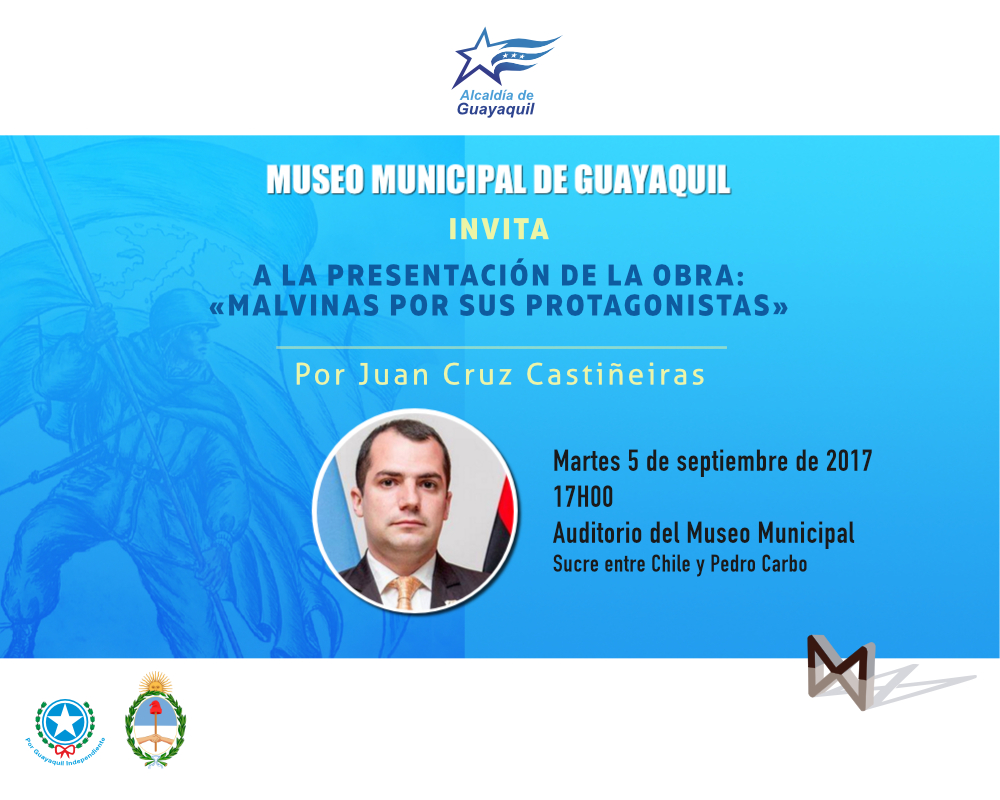 Alcaldía de
Guayaquil
MUSEO MUNICIPAL DE GUAYAQUIL
INVITA
A LA PRESENTACIÓN DE LA OBRA:
«MALVINAS POR SUS PROTAGONISTAS»
Por Juan Cruz Castiñeiras
Martes 5 de septiembre de 2017
17H00
Auditorio del Museo Municipal
Sucre entre Chile y Pedro Carbo
Por Guayaquil Independiente